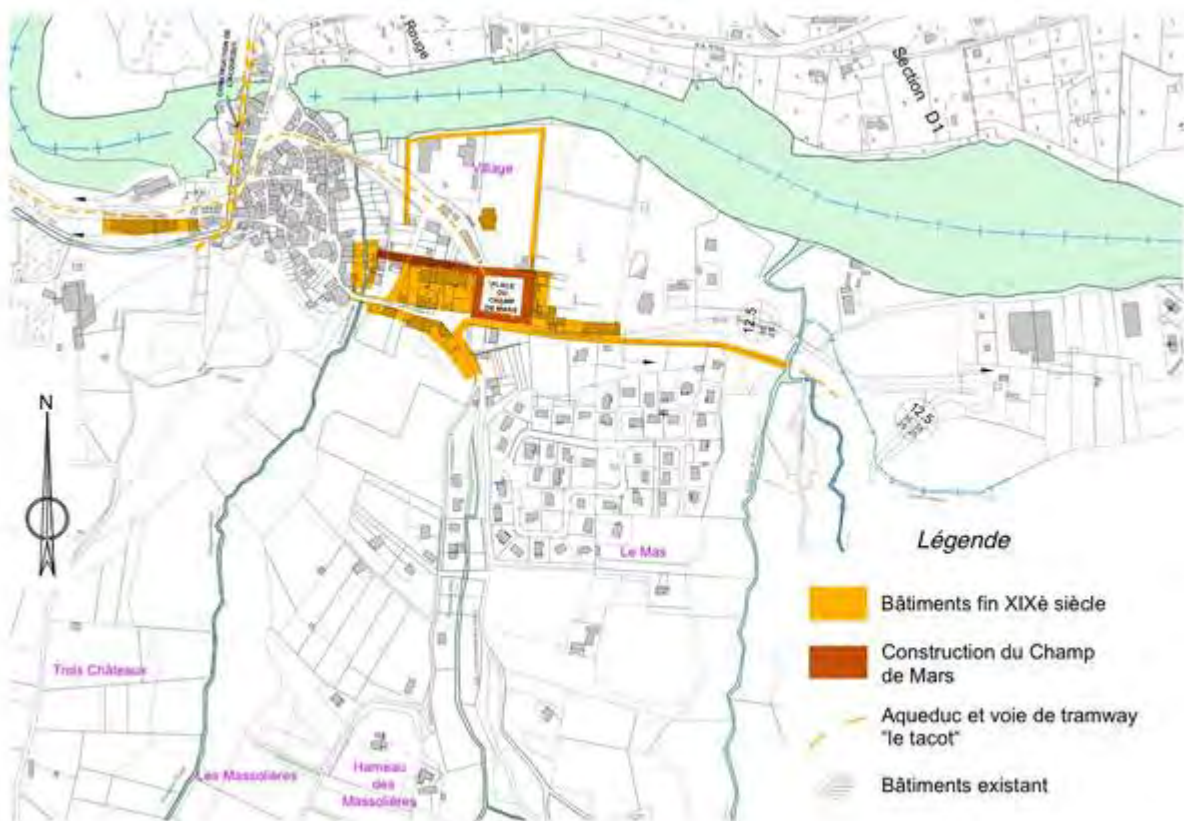 Rouge
CONSTRUCTION DE
Section D1
Village
PLACE
DU
CHAMP
DE MARS
12.5
12.5
N
Le Mas
Trois Châteaux
Les Massolières
Hameau
des
Massolières
Légende
Bâtiments fin XIXè siècle
Construction du Champ
de Mars
Aqueduc et voie de tramway
"le tacot"
Bâtiments existant